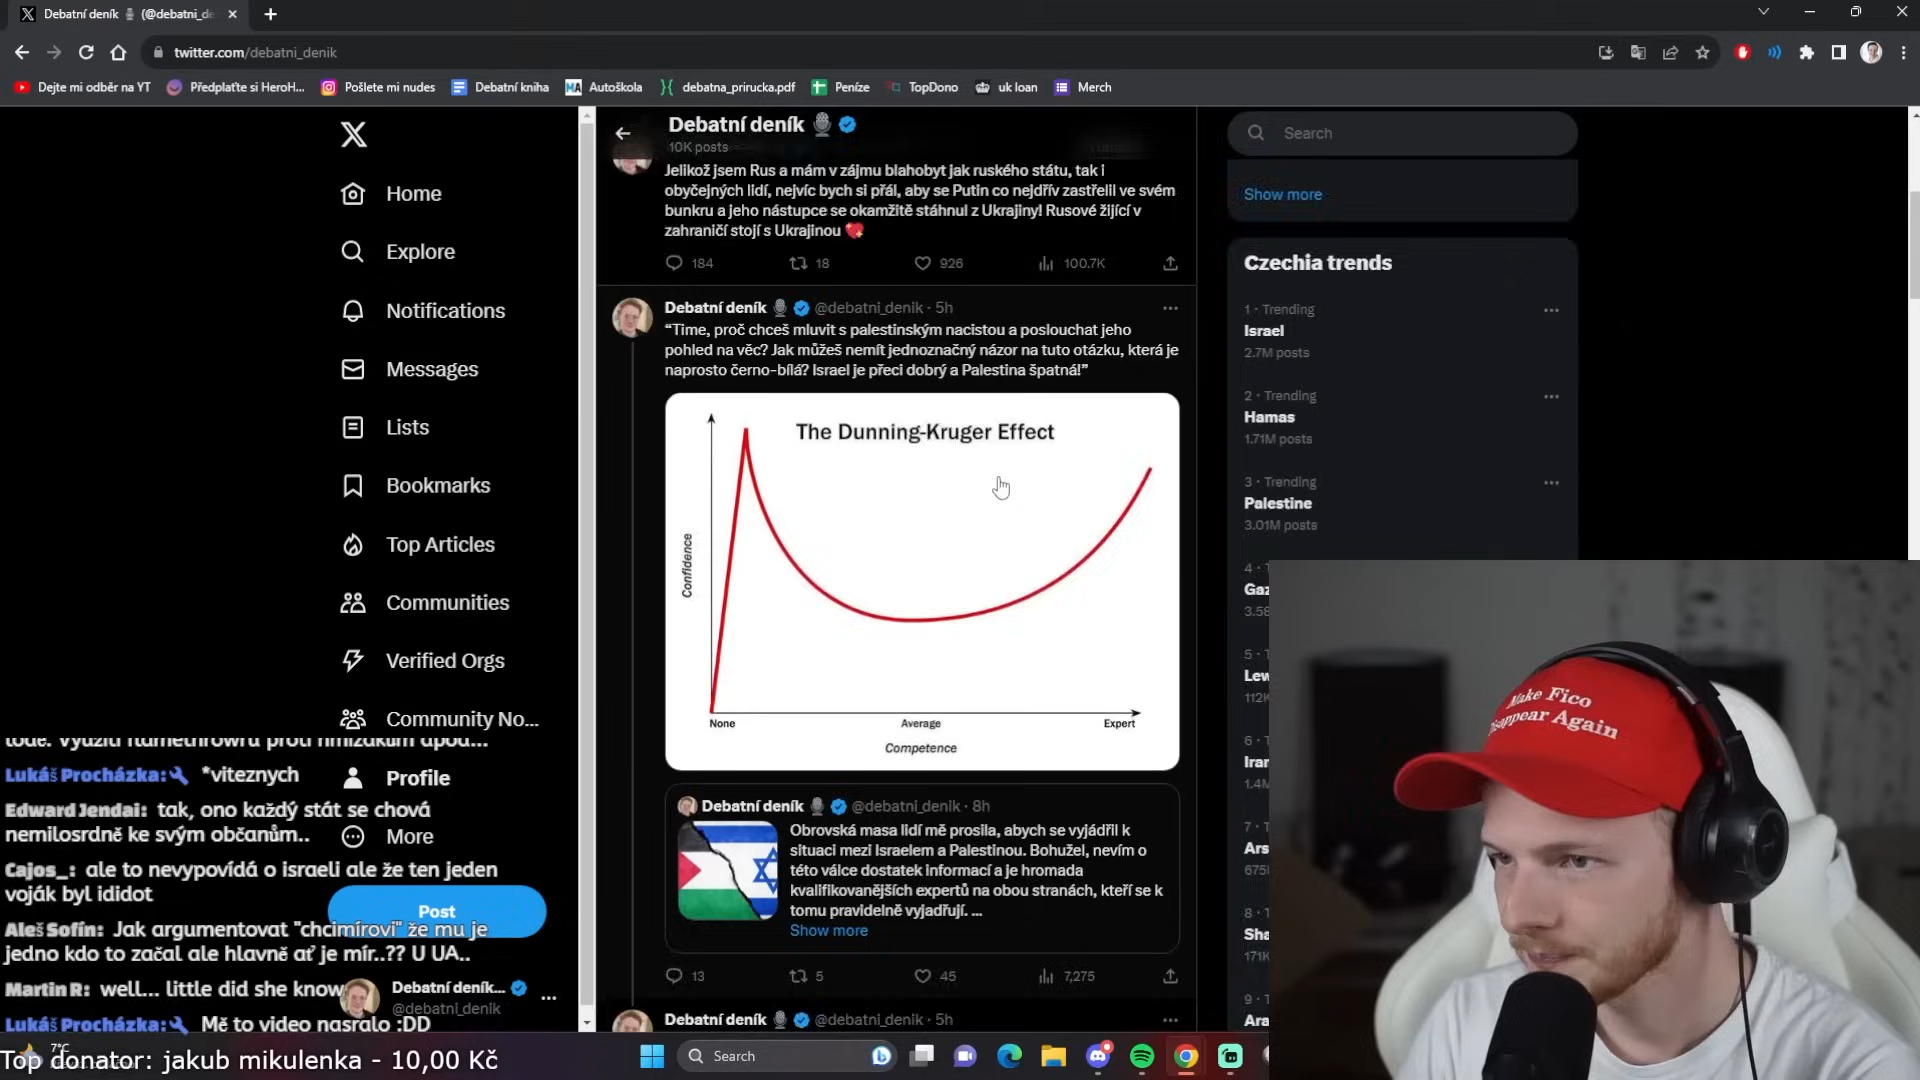 Debatní deník (@debatni_de
twitter.com/debatni_denik
Dejte mi odběr na YT
Předplaťte si HeroH...
Pošlete mi nudes
Debatní kniha
Autoškola
debatna_prirucka.pdf
Peníze
TopDono
uk loan
Merch
Home
Explore
Notifications
Messages
Lists
Bookmarks
Top Articles
Communities
Verified Orgs
Community No...
Profile
More
Post
Debatní deník...
@debatni_denik
Lukáš Procházka: *viteznych
Edward Jendai: tak, ono každý stát se chová
nemilosrdně ke svým občanům..
Cajos_: ale to nevypovídá o israeli ale že ten jeden
voják byl ididot
Aleš Sofín: Jak argumentovat "chcimírovi" že mu je
jedno kdo to začal ale hlavně ať je mír..?? U UA..
Martin R: well... little did she know
Lukáš Procházka: Mě to video nasralo :DD
7°C
Top donator: jakub mikulenka - 10,00 Kč
Debatní deník
10K posts
Jelikož jsem Rus a mám v zájmu blahobyt jak ruského státu, tak i
obyčejných lidí, nejvíc bych si přál, aby se Putin co nejdřív zastřelil ve svém
bunkru a jeho nástupce se okamžitě stáhnul z Ukrajiny! Rusové žijící v
zahraničí stojí s Ukrajinou
184 18 926 100.7K
Debatní deník @debatni_denik · 5h
“Time, proč chceš mluvit s palestinským nacistou a poslouchat jeho
pohled na věc? Jak můžeš nemít jednoznačný názor na tuto otázku, která je
naprosto černo-bílá? Israel je přeci dobrý a Palestina špatná!”
The Dunning-Kruger Effect
Confidence
None Average Expert
Competence
Debatní deník @debatni_denik · 8h
Obrovská masa lidí mě prosila, abych se vyjádřil k
situaci mezi Israelem a Palestinou. Bohužel, nevím o
této válce dostatek informací a je hromada
kvalifikovanějších expertů na obou stranách, kteří se k
tomu pravidelně vyjadřují. ...
Show more
13 5 45 7,275
Debatní deník @debatni_denik · 5h
Search
Search
Show more
Czechia trends
1 · Trending
Israel
2.7M posts
2 · Trending
Hamas
1.71M posts
3 · Trending
Palestine
3.01M posts
Make Fico
Disappear Again